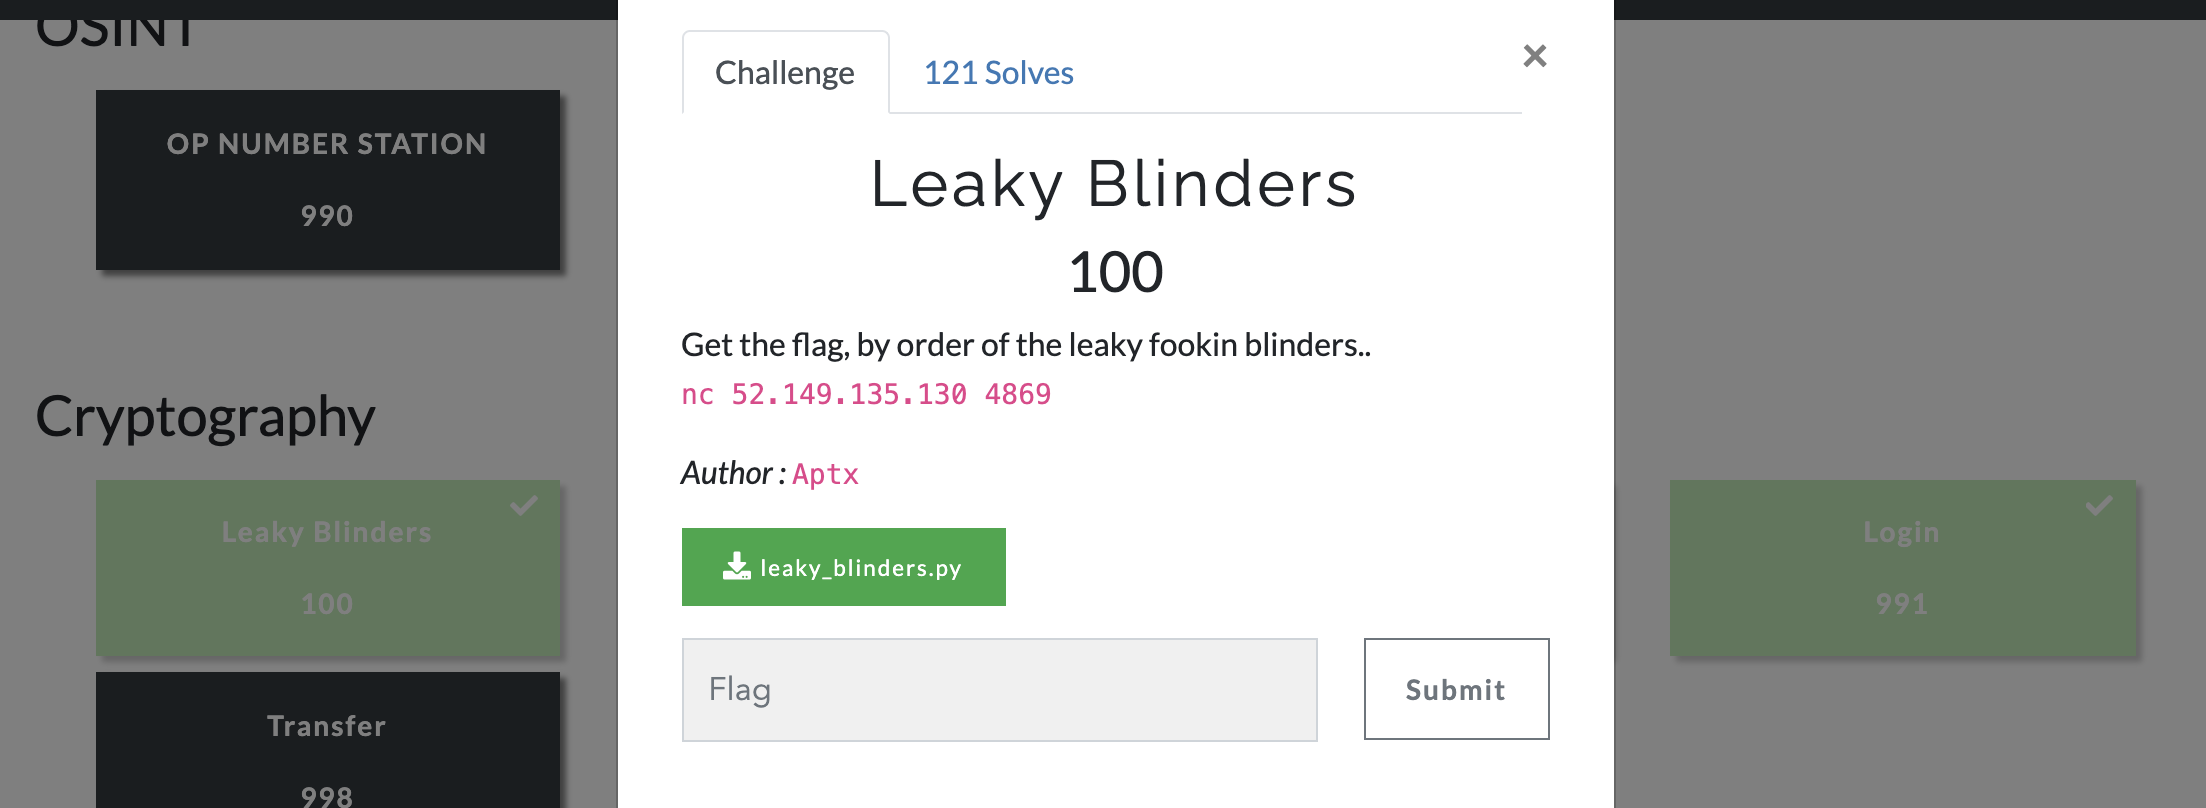 OSINT
OP NUMBER STATION
990
Cryptography
Leaky Blinders
100
Transfer
998
Challenge
121 Solves
×
Leaky Blinders
100
Get the flag, by order of the leaky fookin blinders..
nc 52.149.135.130 4869
Author : Aptx
leaky_blinders.py
Flag
Submit
Login
991